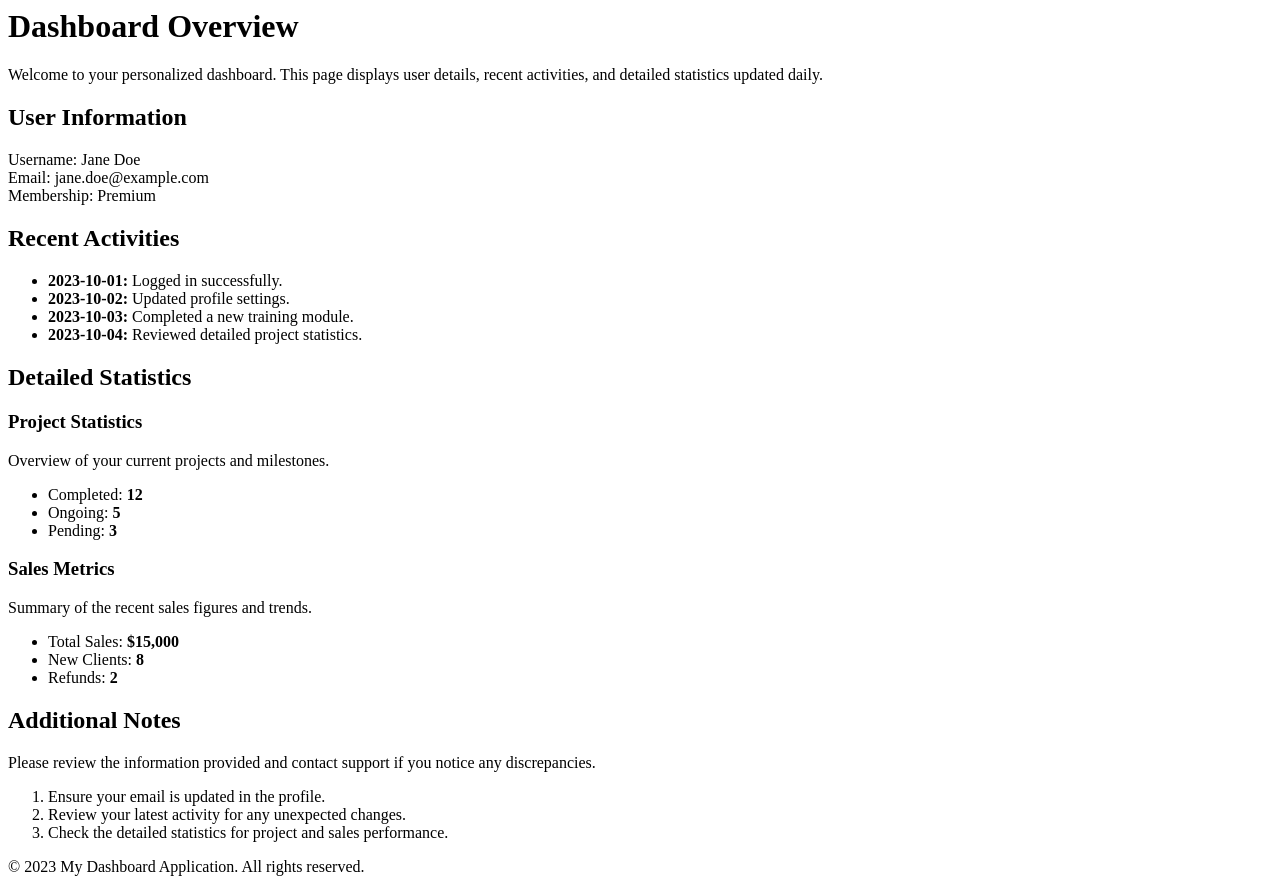 Dashboard Overview
Welcome to your personalized dashboard. This page displays user details, recent activities, and detailed statistics updated daily.
User Information
Username: Jane Doe
Email: jane.doe@example.com
Membership: Premium
Recent Activities
• 2023-10-01: Logged in successfully.
• 2023-10-02: Updated profile settings.
• 2023-10-03: Completed a new training module.
• 2023-10-04: Reviewed detailed project statistics.
Detailed Statistics
Project Statistics
Overview of your current projects and milestones.
• Completed: 12
• Ongoing: 5
• Pending: 3
Sales Metrics
Summary of the recent sales figures and trends.
• Total Sales: $15,000
• New Clients: 8
• Refunds: 2
Additional Notes
Please review the information provided and contact support if you notice any discrepancies.
1. Ensure your email is updated in the profile.
2. Review your latest activity for any unexpected changes.
3. Check the detailed statistics for project and sales performance.
© 2023 My Dashboard Application. All rights reserved.